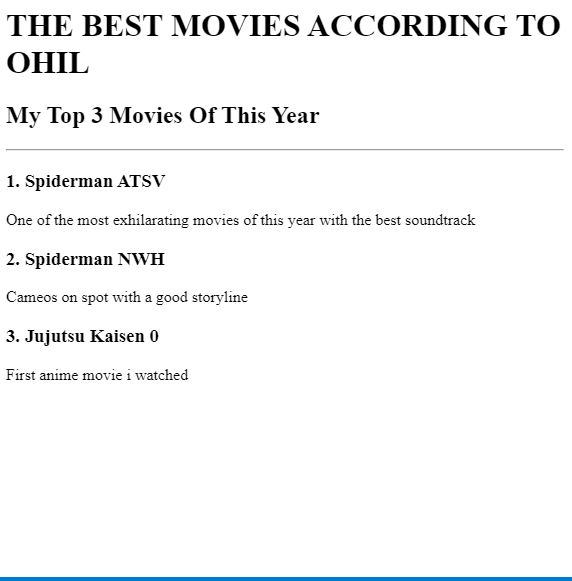 THE BEST MOVIES ACCORDING TO
OHIL
My Top 3 Movies Of This Year
1. Spiderman ATSV
One of the most exhilarating movies of this year with the best soundtrack
2. Spiderman NWH
Cameos on spot with a good storyline
3. Jujutsu Kaisen 0
First anime movie i watched